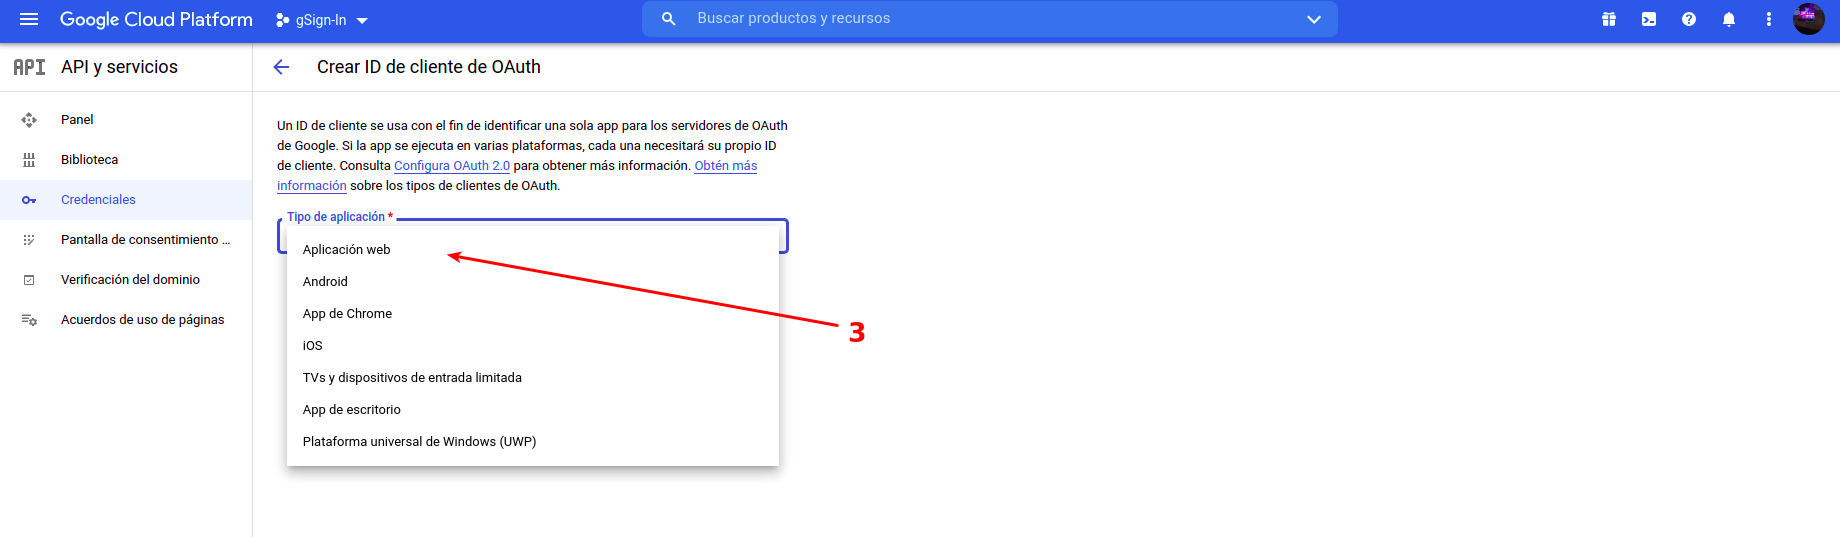 Google Cloud Platform
gSign-In
Buscar productos y recursos
API
API y servicios
Crear ID de cliente de OAuth
Panel
Biblioteca
Credenciales
Pantalla de consentimiento ...
Verificación del dominio
Acuerdos de uso de páginas
Un ID de cliente se usa con el fin de identificar una sola app para los servidores de OAuth
de Google. Si la app se ejecuta en varias plataformas, cada una necesitará su propio ID
de cliente. Consulta Configura OAuth 2.0 para obtener más información. Obtén más
información sobre los tipos de clientes de OAuth.
Tipo de aplicación *
Aplicación web
Android
App de Chrome
iOS
TVs y dispositivos de entrada limitada
App de escritorio
Plataforma universal de Windows (UWP)
3